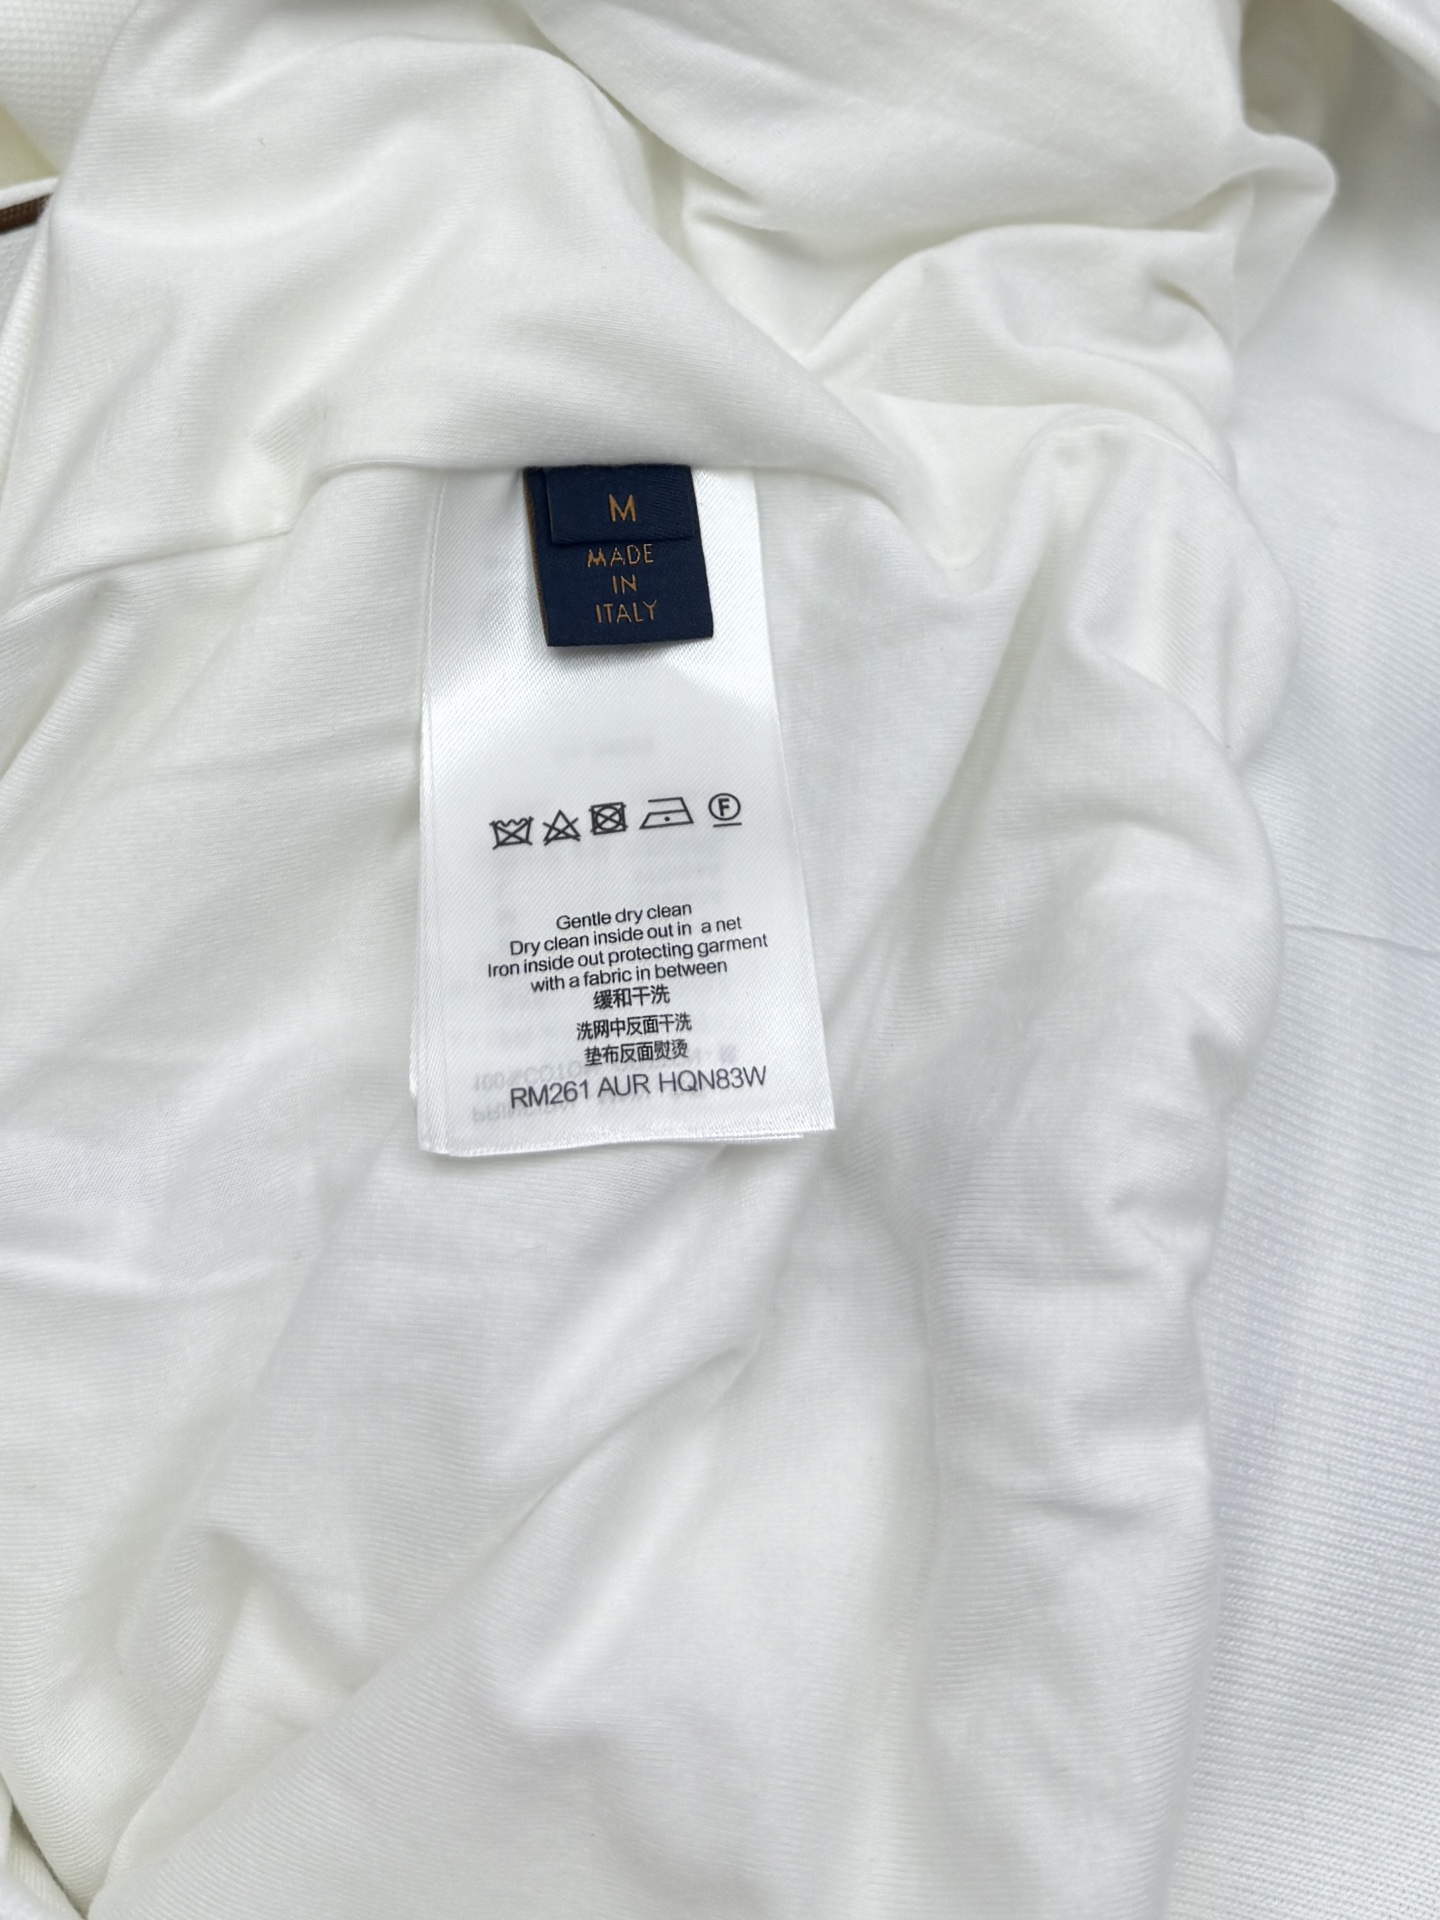 M
MADE
IN
ITALY
F
Gentle dry clean
Dry clean inside out in a net
Iron inside out protecting garment
with a fabric in between
缓和干洗
洗网中反面干洗
垫布反面熨烫
RM261 AUR HQN83W